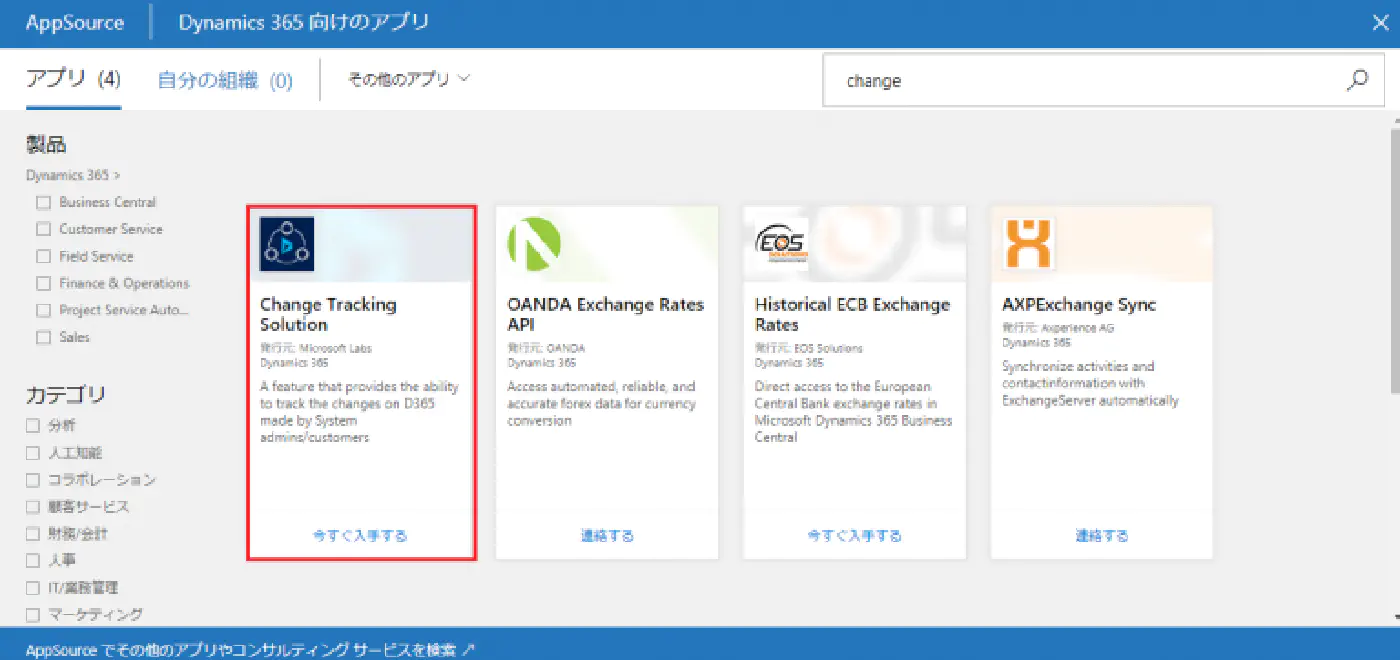 AppSource
Dynamics 365 向けのアプリ
アプリ (4)
自分の組織 (0)
その他のアプリ
change
製品
Dynamics 365 >
Business Central
Customer Service
Field Service
Finance & Operations
Project Service Auto...
Sales
カテゴリ
分析
人工知能
コラボレーション
顧客サービス
財務/会計
人事
IT/業務管理
マーケティング
Change Tracking
Solution
発行元: Microsoft Labs
Dynamics 365
A feature that provides the ability
to track the changes on D365
made by System
admins/customers
今すぐ入手する
OANDA Exchange Rates
API
発行元: OANDA
Dynamics 365
Access automated, reliable, and
accurate forex data for currency
conversion
連絡する
EOS
SOLUTIONS
Historical ECB Exchange
Rates
発行元: EOS Solutions
Dynamics 365
Direct access to the European
Central Bank exchange rates in
Microsoft Dynamics 365 Business
Central
今すぐ入手する
AXPExchange Sync
発行元: Axperience AG
Dynamics 365
Synchronize activities and
contactinformation with
ExchangeServer automatically
連絡する
AppSource でその他のアプリやコンサルティング サービスを検索